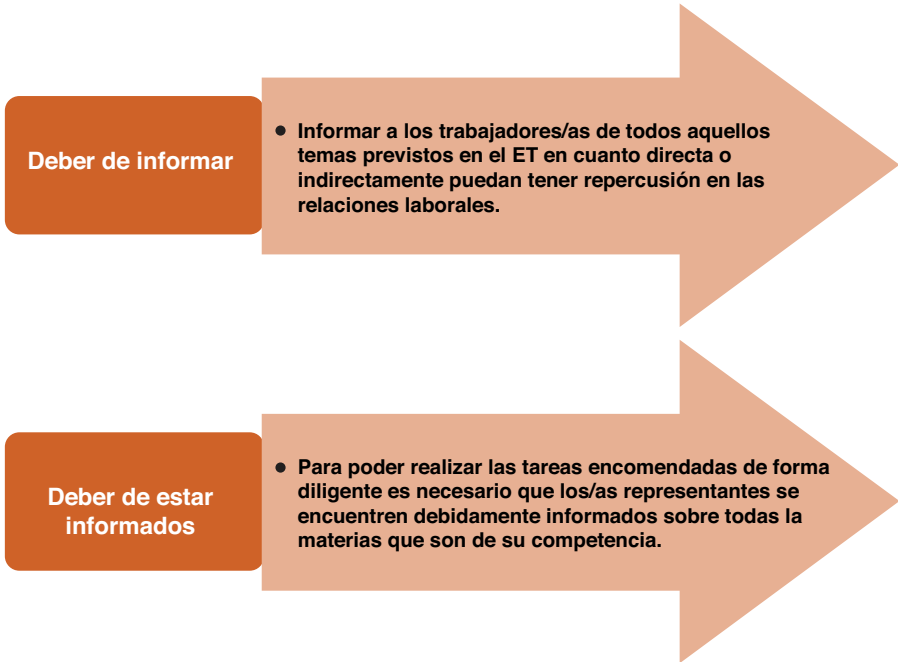 Deber de informar
● Informar a los trabajadores/as de todos aquellos
temas previstos en el ET en cuanto directa o
indirectamente puedan tener repercusión en las
relaciones laborales.
Deber de estar
informados
● Para poder realizar las tareas encomendadas de forma
diligente es necesario que los/as representantes se
encuentren debidamente informados sobre todas la
materias que son de su competencia.